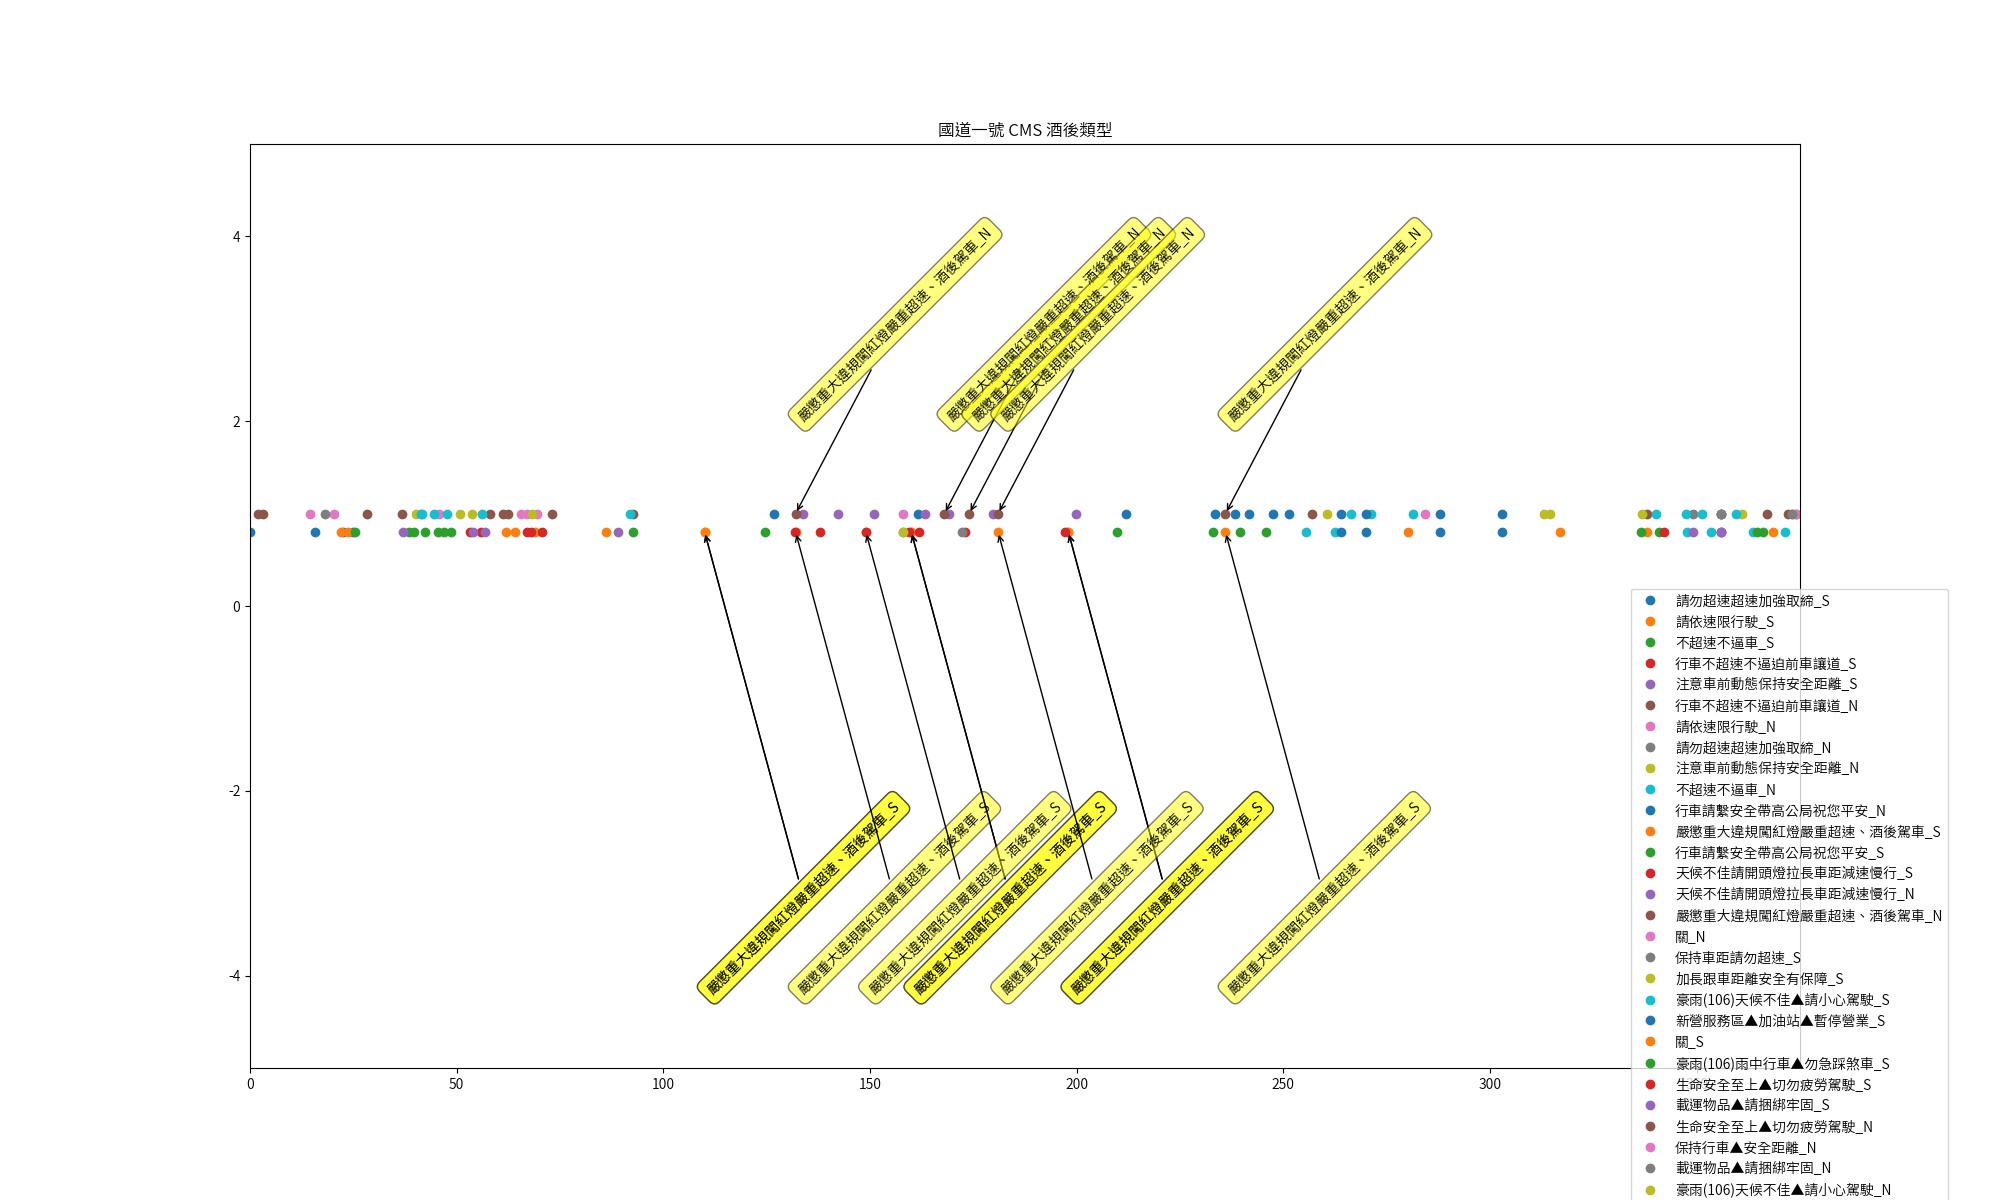 國道一號 CMS 酒後類型
4
2
0
-2
-4
嚴懲重大違規闖紅燈嚴重超速、酒後駕車_N
嚴懲重大違規闖紅燈嚴重超速、酒後駕車_N
嚴懲重大違規闖紅燈嚴重超速、酒後駕車_N
嚴懲重大違規闖紅燈嚴重超速、酒後駕車_N
嚴懲重大違規闖紅燈嚴重超速、酒後駕車_N
嚴懲重大違規闖紅燈嚴重超速、酒後駕車_S
嚴懲重大違規闖紅燈嚴重超速、酒後駕車_S
嚴懲重大違規闖紅燈嚴重超速、酒後駕車_S
嚴懲重大違規闖紅燈嚴重超速、酒後駕車_S
嚴懲重大違規闖紅燈嚴重超速、酒後駕車_S
嚴懲重大違規闖紅燈嚴重超速、酒後駕車_S
嚴懲重大違規闖紅燈嚴重超速、酒後駕車_S
0
50
100
150
200
250
300
請勿超速超速加強取締_S
請依速限行駛_S
不超速不逼車_S
行車不超速不逼迫前車讓道_S
注意車前動態保持安全距離_S
行車不超速不逼迫前車讓道_N
請依速限行駛_N
請勿超速超速加強取締_N
注意車前動態保持安全距離_N
不超速不逼車_N
行車請繫安全帶高公局祝您平安_N
嚴懲重大違規闖紅燈嚴重超速、酒後駕車_S
行車請繫安全帶高公局祝您平安_S
天候不佳請開頭燈拉長車距減速慢行_S
天候不佳請開頭燈拉長車距減速慢行_N
嚴懲重大違規闖紅燈嚴重超速、酒後駕車_N
關_N
保持車距請勿超速_S
加長跟車距離安全有保障_S
豪雨(106)天候不佳▲請小心駕駛_S
新營服務區▲加油站▲暫停營業_S
關_S
豪雨(106)雨中行車▲勿急踩煞車_S
生命安全至上▲切勿疲勞駕駛_S
載運物品▲請捆綁牢固_S
生命安全至上▲切勿疲勞駕駛_N
保持行車▲安全距離_N
載運物品▲請捆綁牢固_N
豪雨(106)天候不佳▲請小心駕駛_N